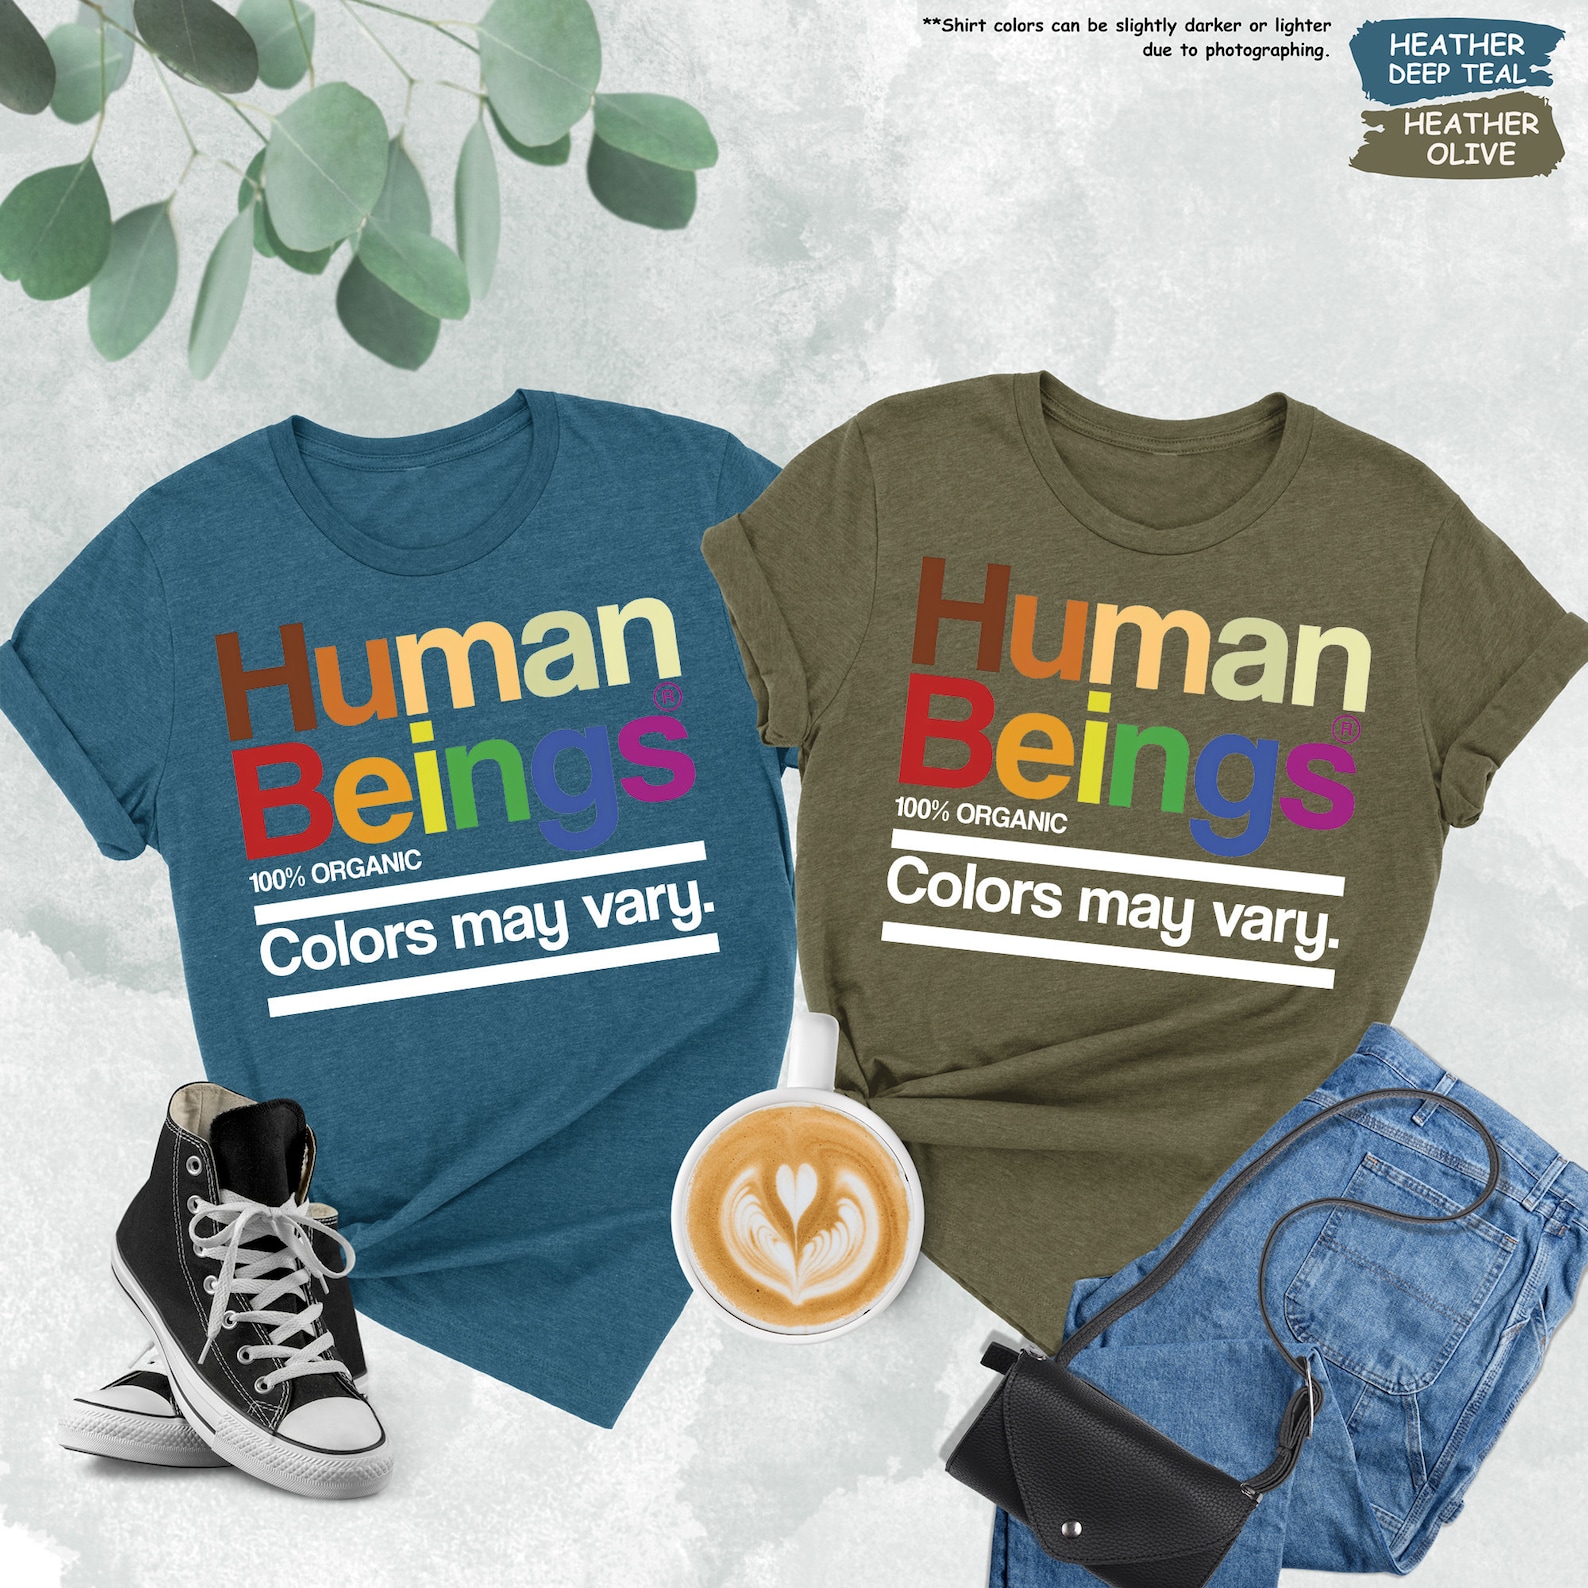 **Shirt colors can be slightly darker or lighter
due to photographing.
HEATHER
DEEP TEAL
HEATHER
OLIVE
Human
Beings®
100% ORGANIC
Colors may vary.
Human
Beings®
100% ORGANIC
Colors may vary.